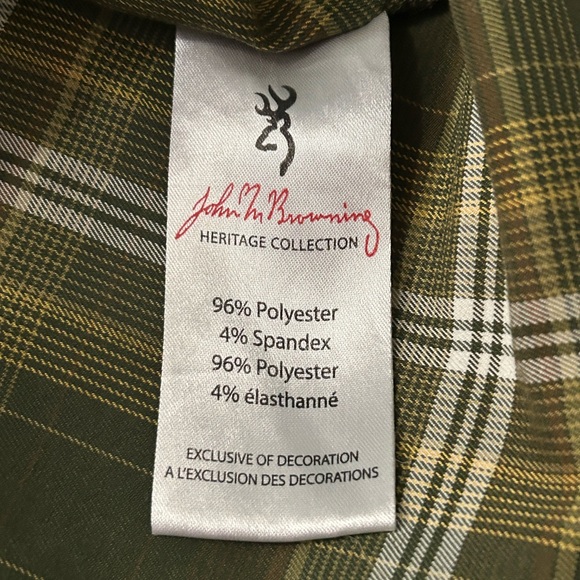 John M Browning
HERITAGE COLLECTION
96% Polyester
4% Spandex
96% Polyester
4% élasthanné
EXCLUSIVE OF DECORATION
A L'EXCLUSION DES DECORATIONS